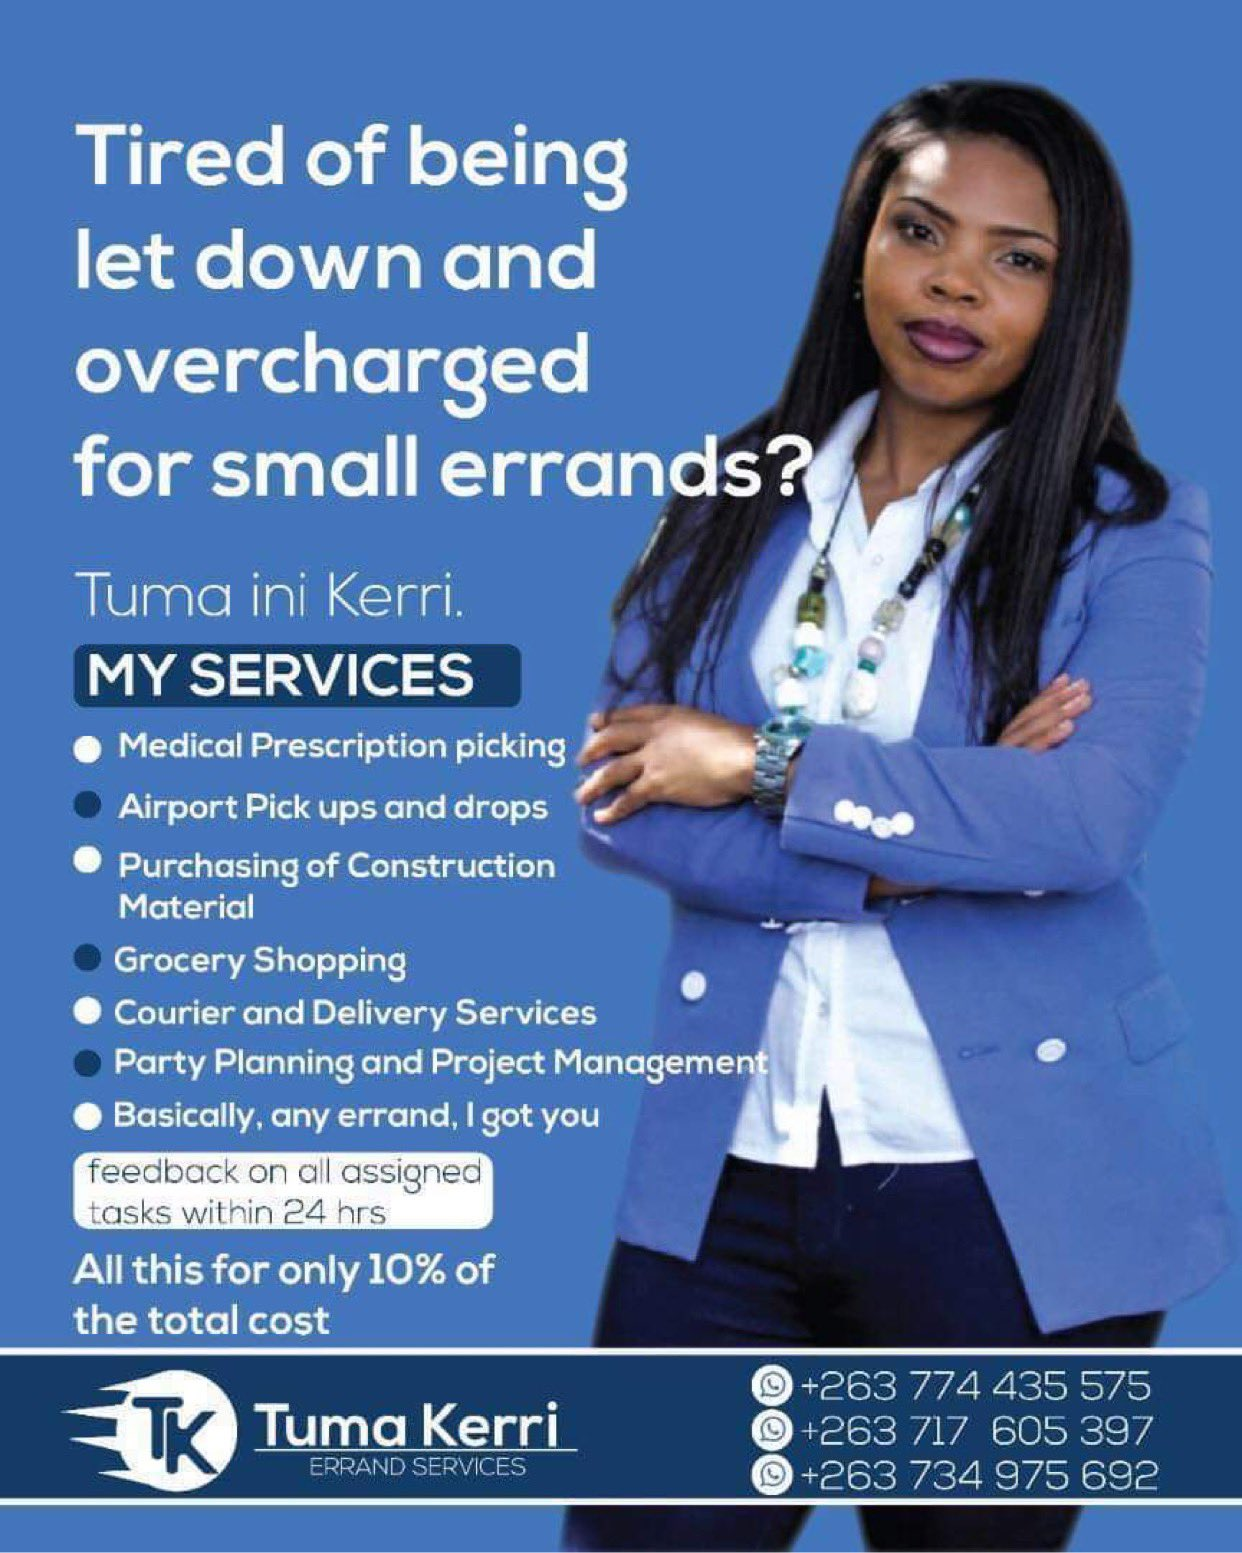 Tired of being
let down and
overcharged
for small errands?
Tuma ini Kerri.
MY SERVICES
Medical Prescription picking
Airport Pick ups and drops
Purchasing of Construction
Material
Grocery Shopping
Courier and Delivery Services
Party Planning and Project Management
Basically, any errand, I got you
feedback on all assigned
tasks within 24 hrs
All this for only 10% of
the total cost
TK
Tuma Kerri
ERRAND SERVICES
+263 774 435 575
+263 717 605 397
+263 734 975 692